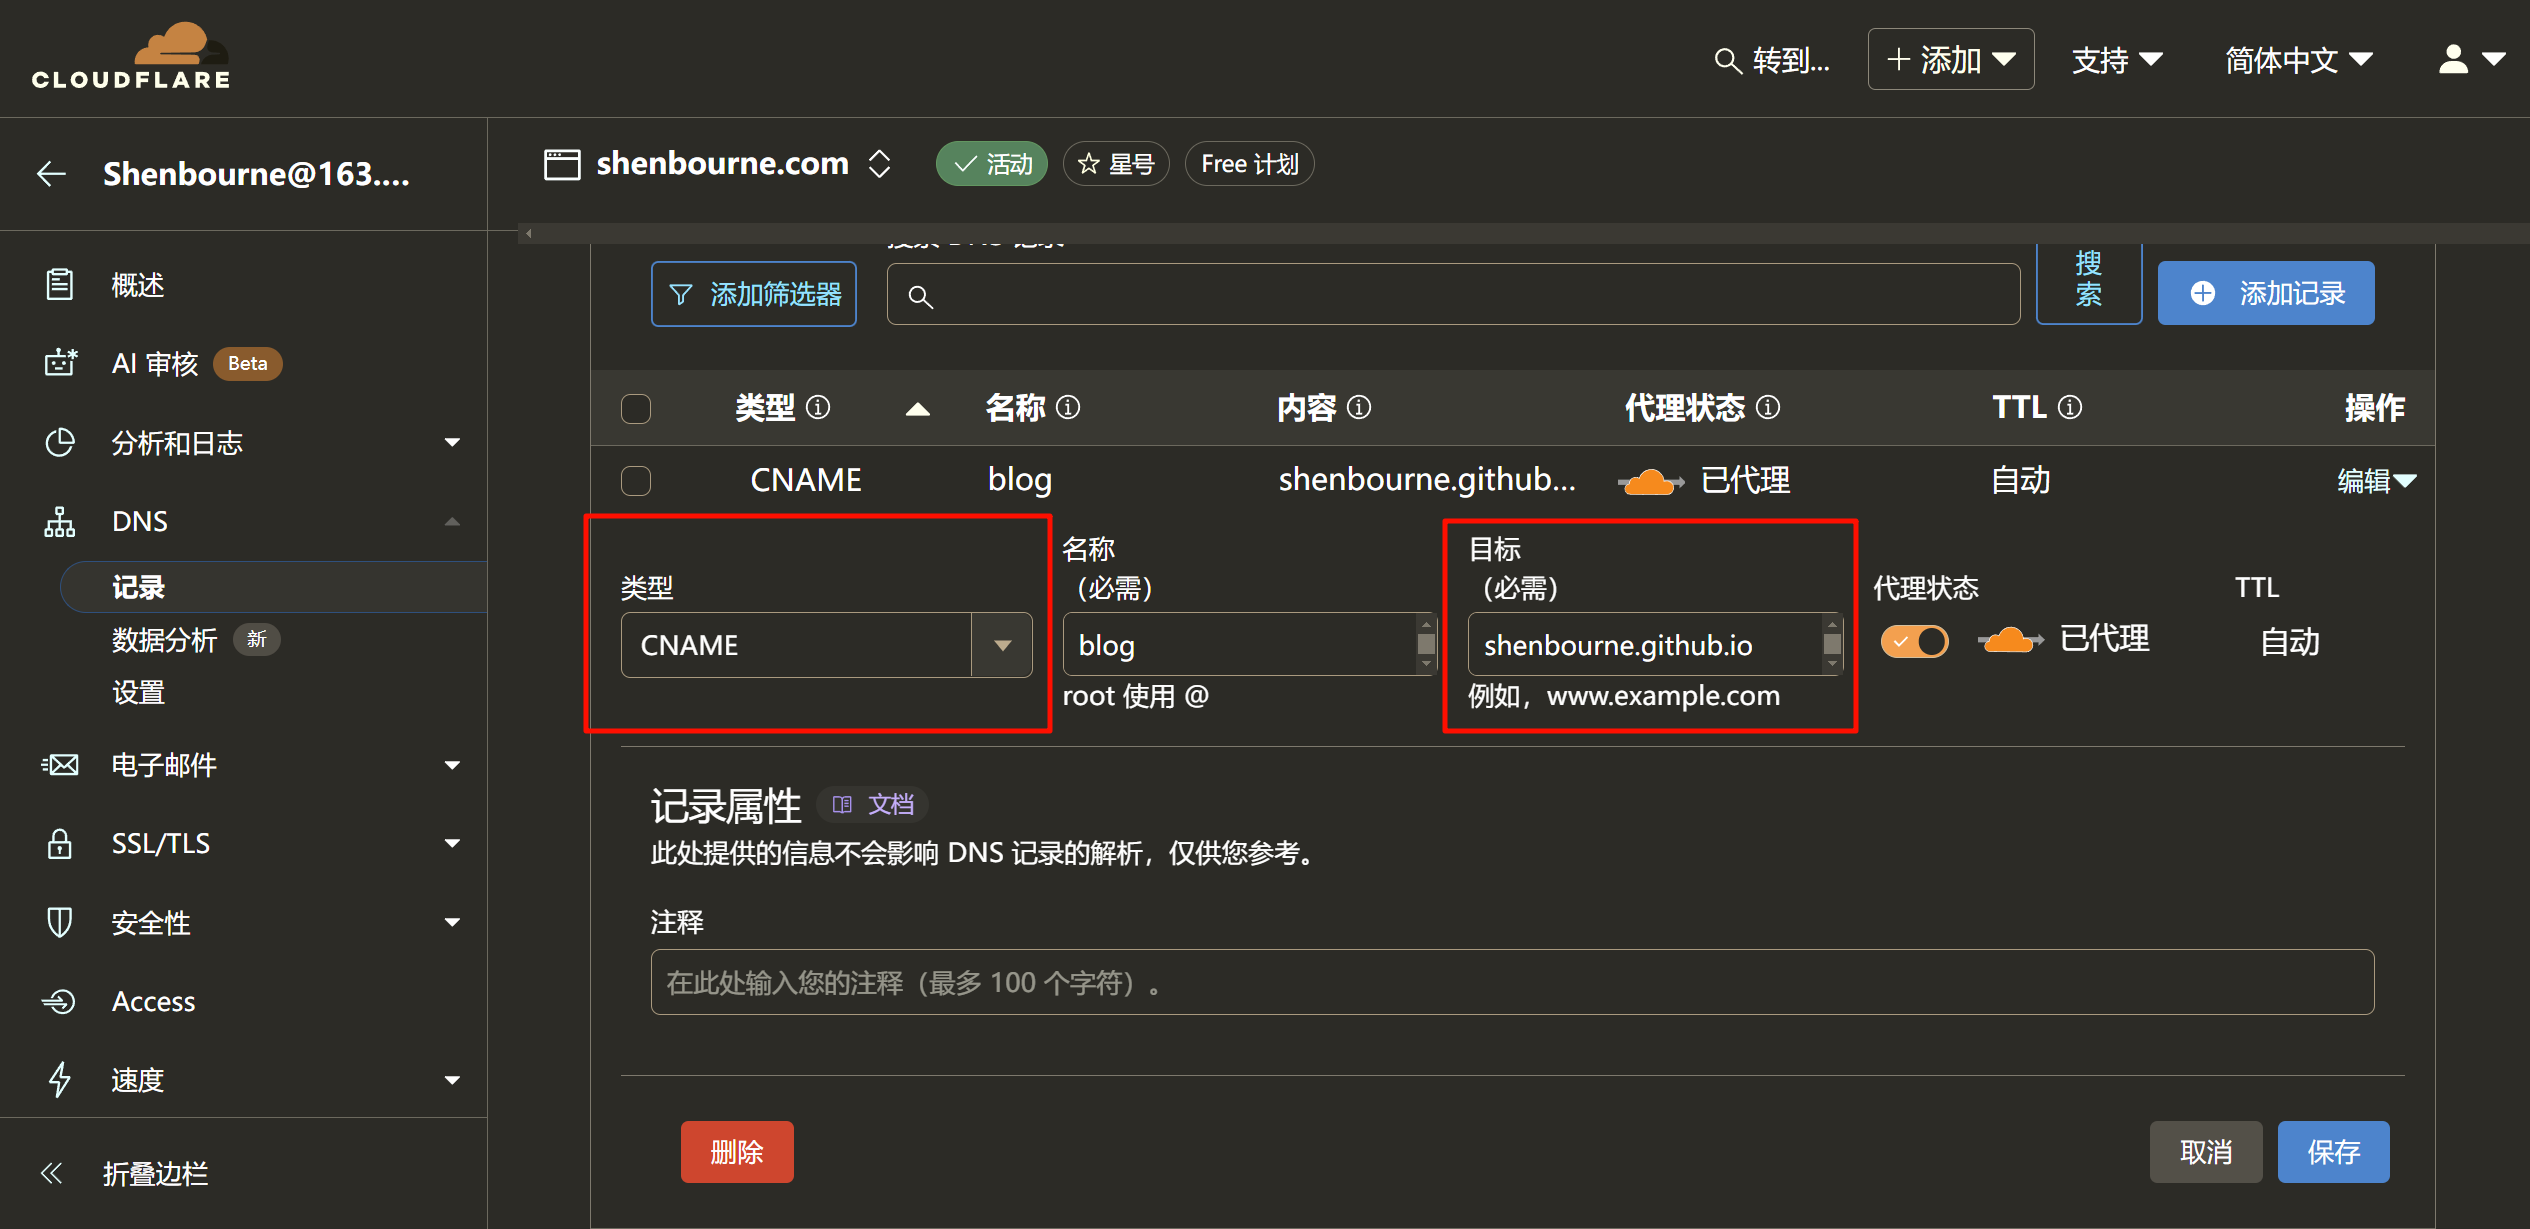 CLOUDFLARE
转到...
添加
支持
简体中文
Shenbourne@163....
shenbourne.com
活动
星号
Free 计划
概述
AI 审核 Beta
分析和日志
DNS
记录
数据分析 新
设置
电子邮件
SSL/TLS
安全性
Access
速度
折叠边栏
搜索 DNS 记录
添加筛选器
搜
索
添加记录
类型 名称 内容 代理状态 TTL 操作
CNAME blog shenbourne.github... 已代理 自动 编辑
类型
CNAME
名称
（必需）
blog
root 使用 @
目标
（必需）
shenbourne.github.io
例如，www.example.com
代理状态
已代理
TTL
自动
记录属性 文档
此处提供的信息不会影响 DNS 记录的解析，仅供您参考。
注释
在此处输入您的注释（最多 100 个字符）。
删除
取消
保存